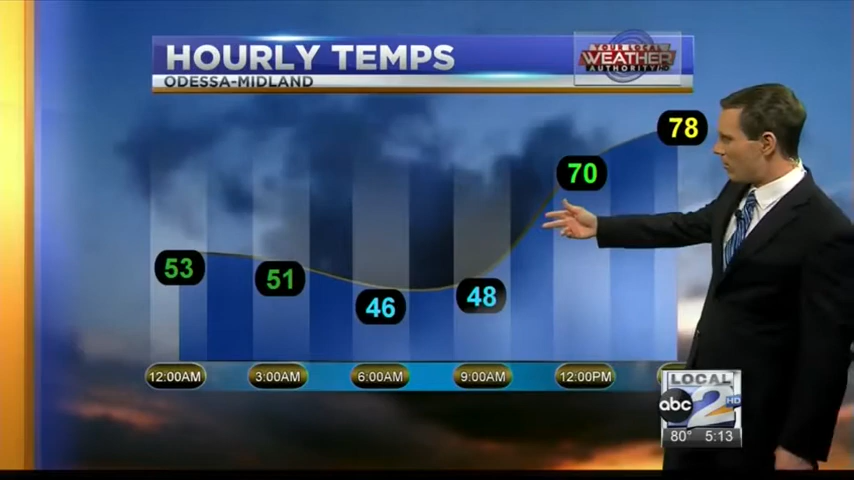 HOURLY TEMPS
ODESSA-MIDLAND
YOUR LOCAL
WEATHER
AUTHORITY HD
78
70
53
51
46
48
12:00AM
3:00AM
6:00AM
9:00AM
12:00PM
LOCAL
abc 2 HD
80° 5:13